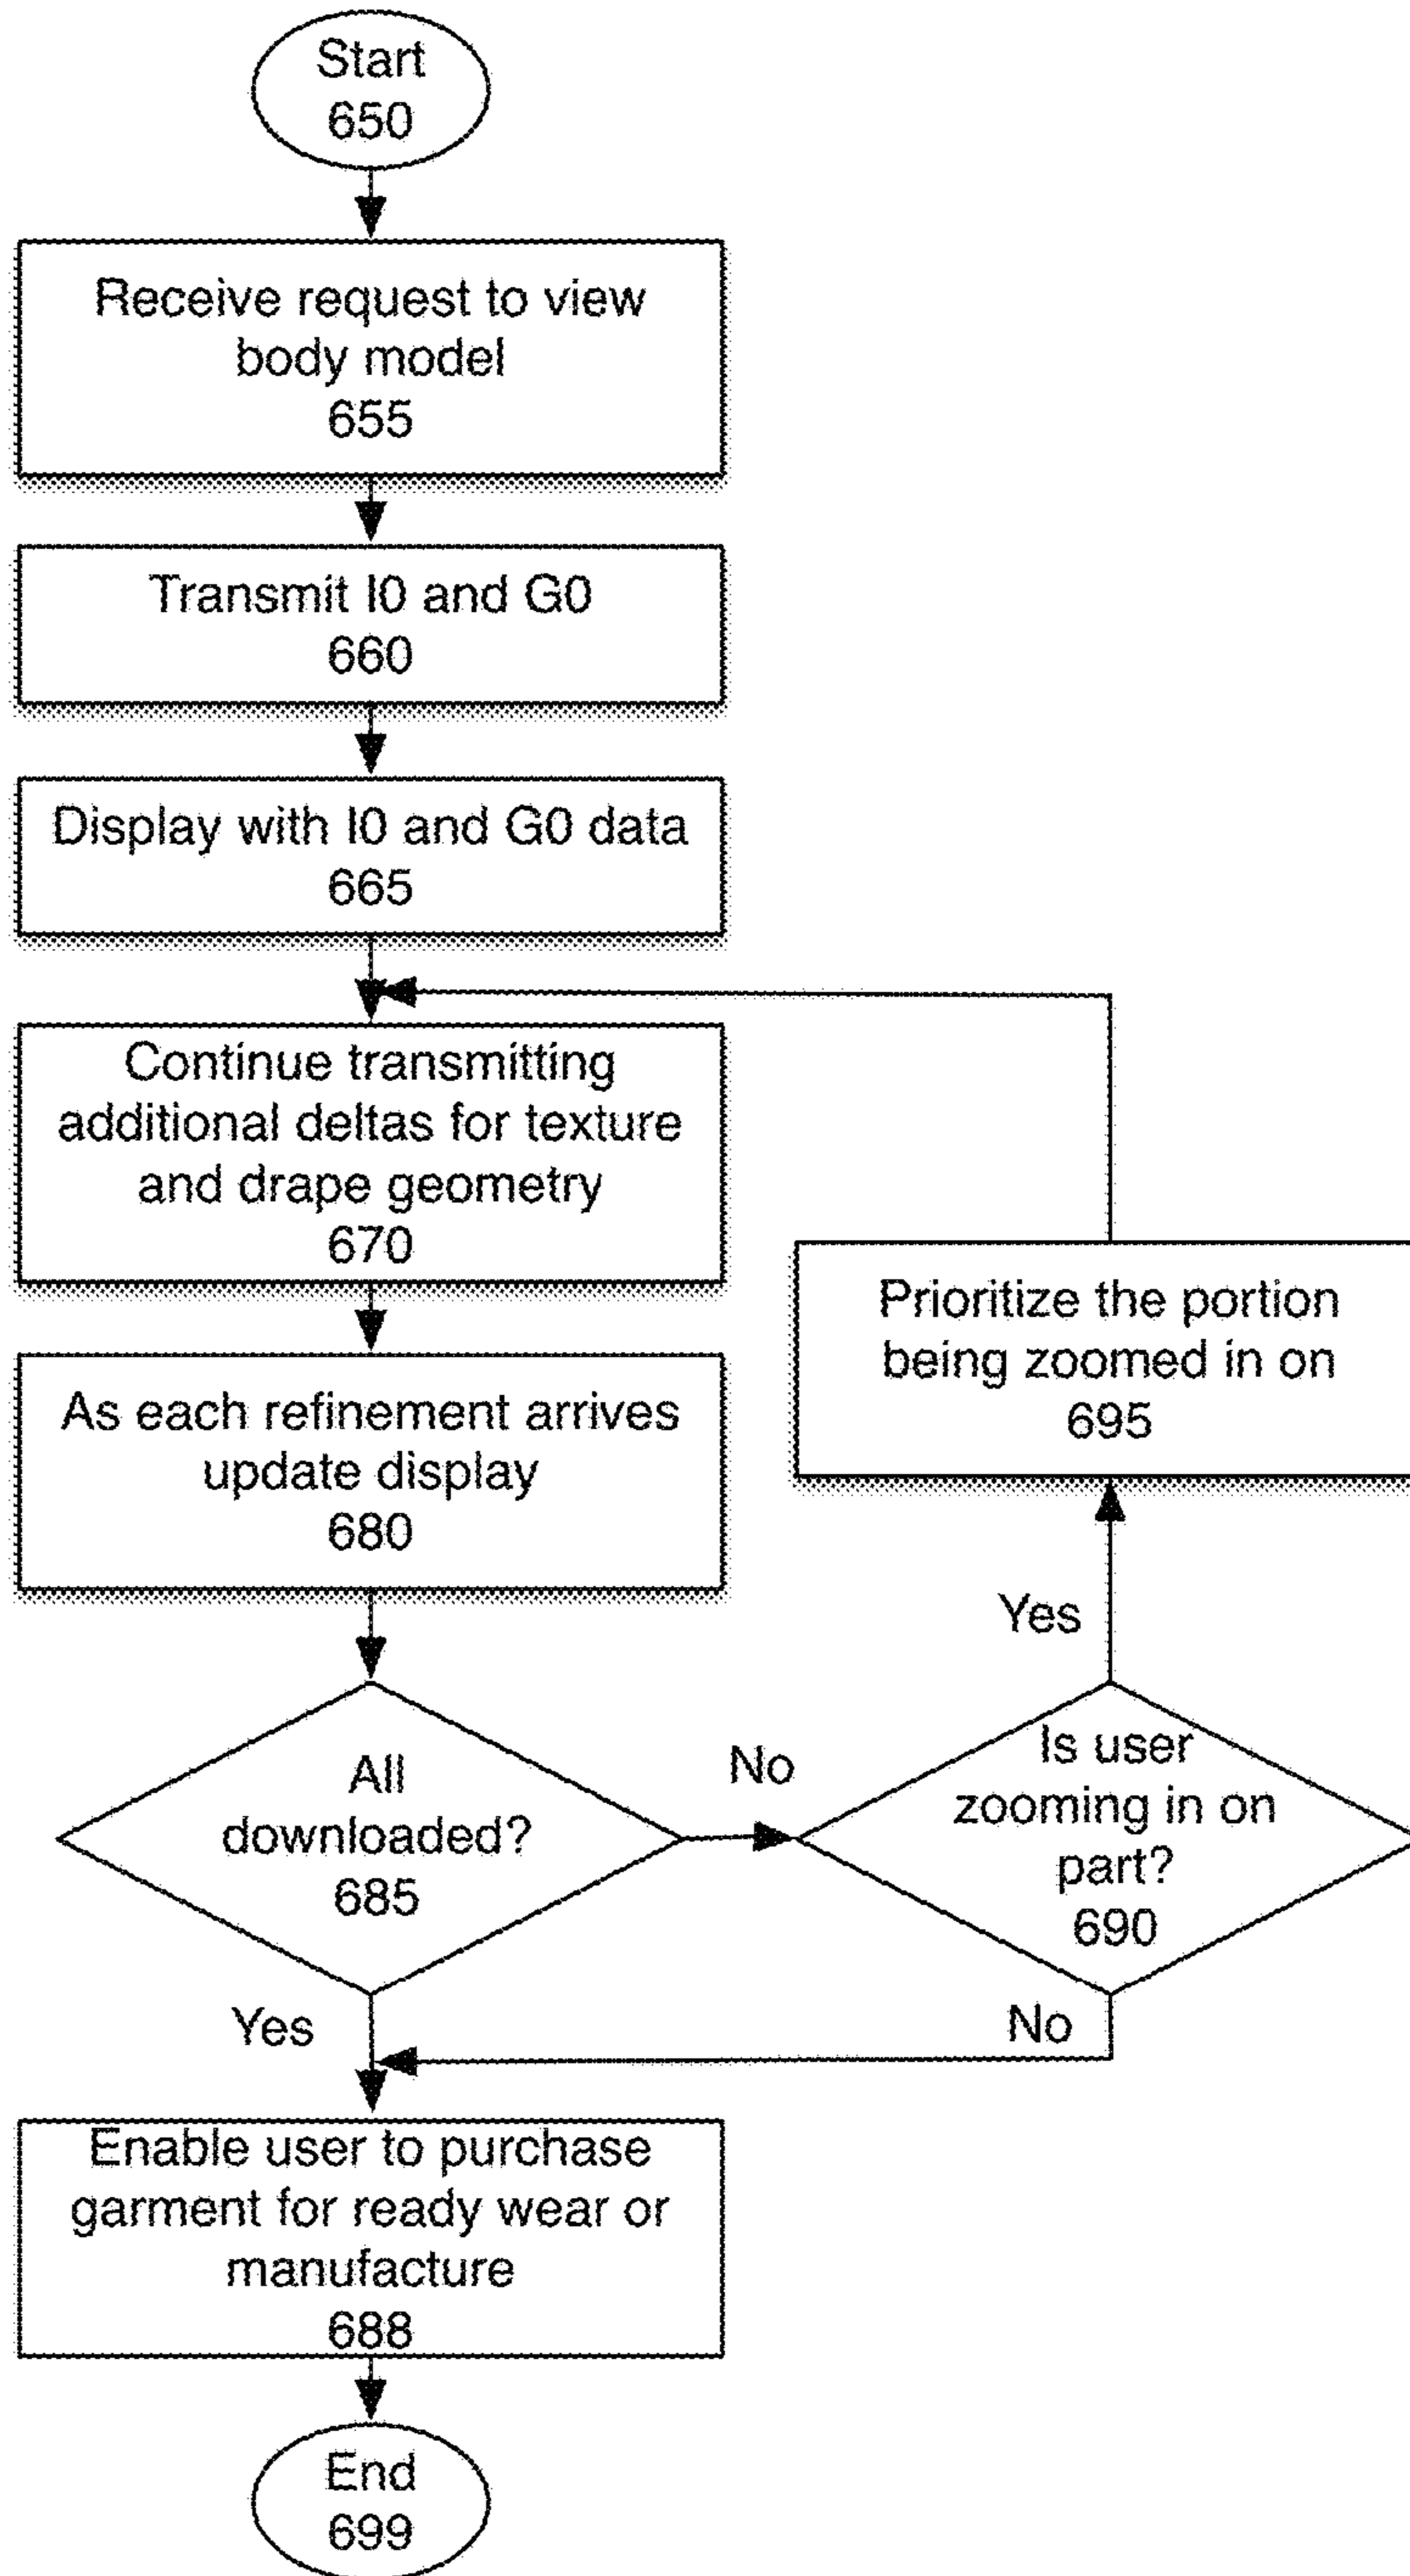 Start
650
Receive request to view
body model
655
Transmit I0 and G0
660
Display with I0 and G0 data
665
Continue transmitting
additional deltas for texture
and drape geometry
670
As each refinement arrives
update display
680
Prioritize the portion
being zoomed in on
695
Yes
All
downloaded?
685
No
Is user
zooming in on
part?
690
Yes
No
Enable user to purchase
garment for ready wear or
manufacture
688
End
699